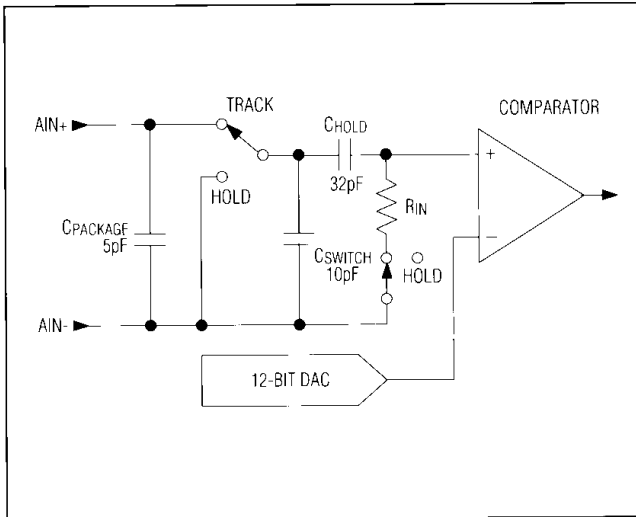 TRACK
COMPARATOR
AIN+
CHOLD
32pF
+
HOLD
RIN
CPACKAGE
5pF
CSWITCH
10pF
HOLD
−
AIN-
12-BIT DAC